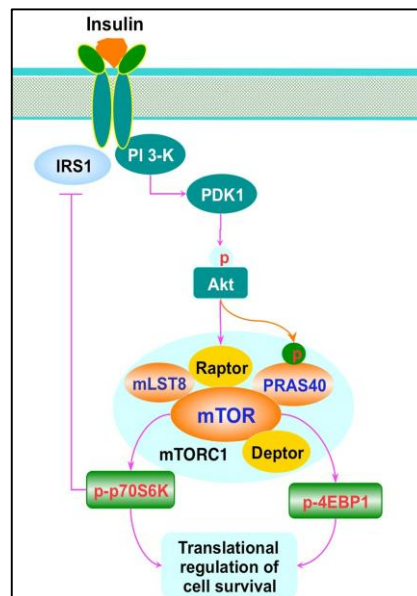 Insulin
IRS1
PI 3-K
PDK1
p
Akt
p
Raptor
mLST8
PRAS40
mTOR
mTORC1
Deptor
p-p70S6K
p-4EBP1
Translational
regulation of
cell survival